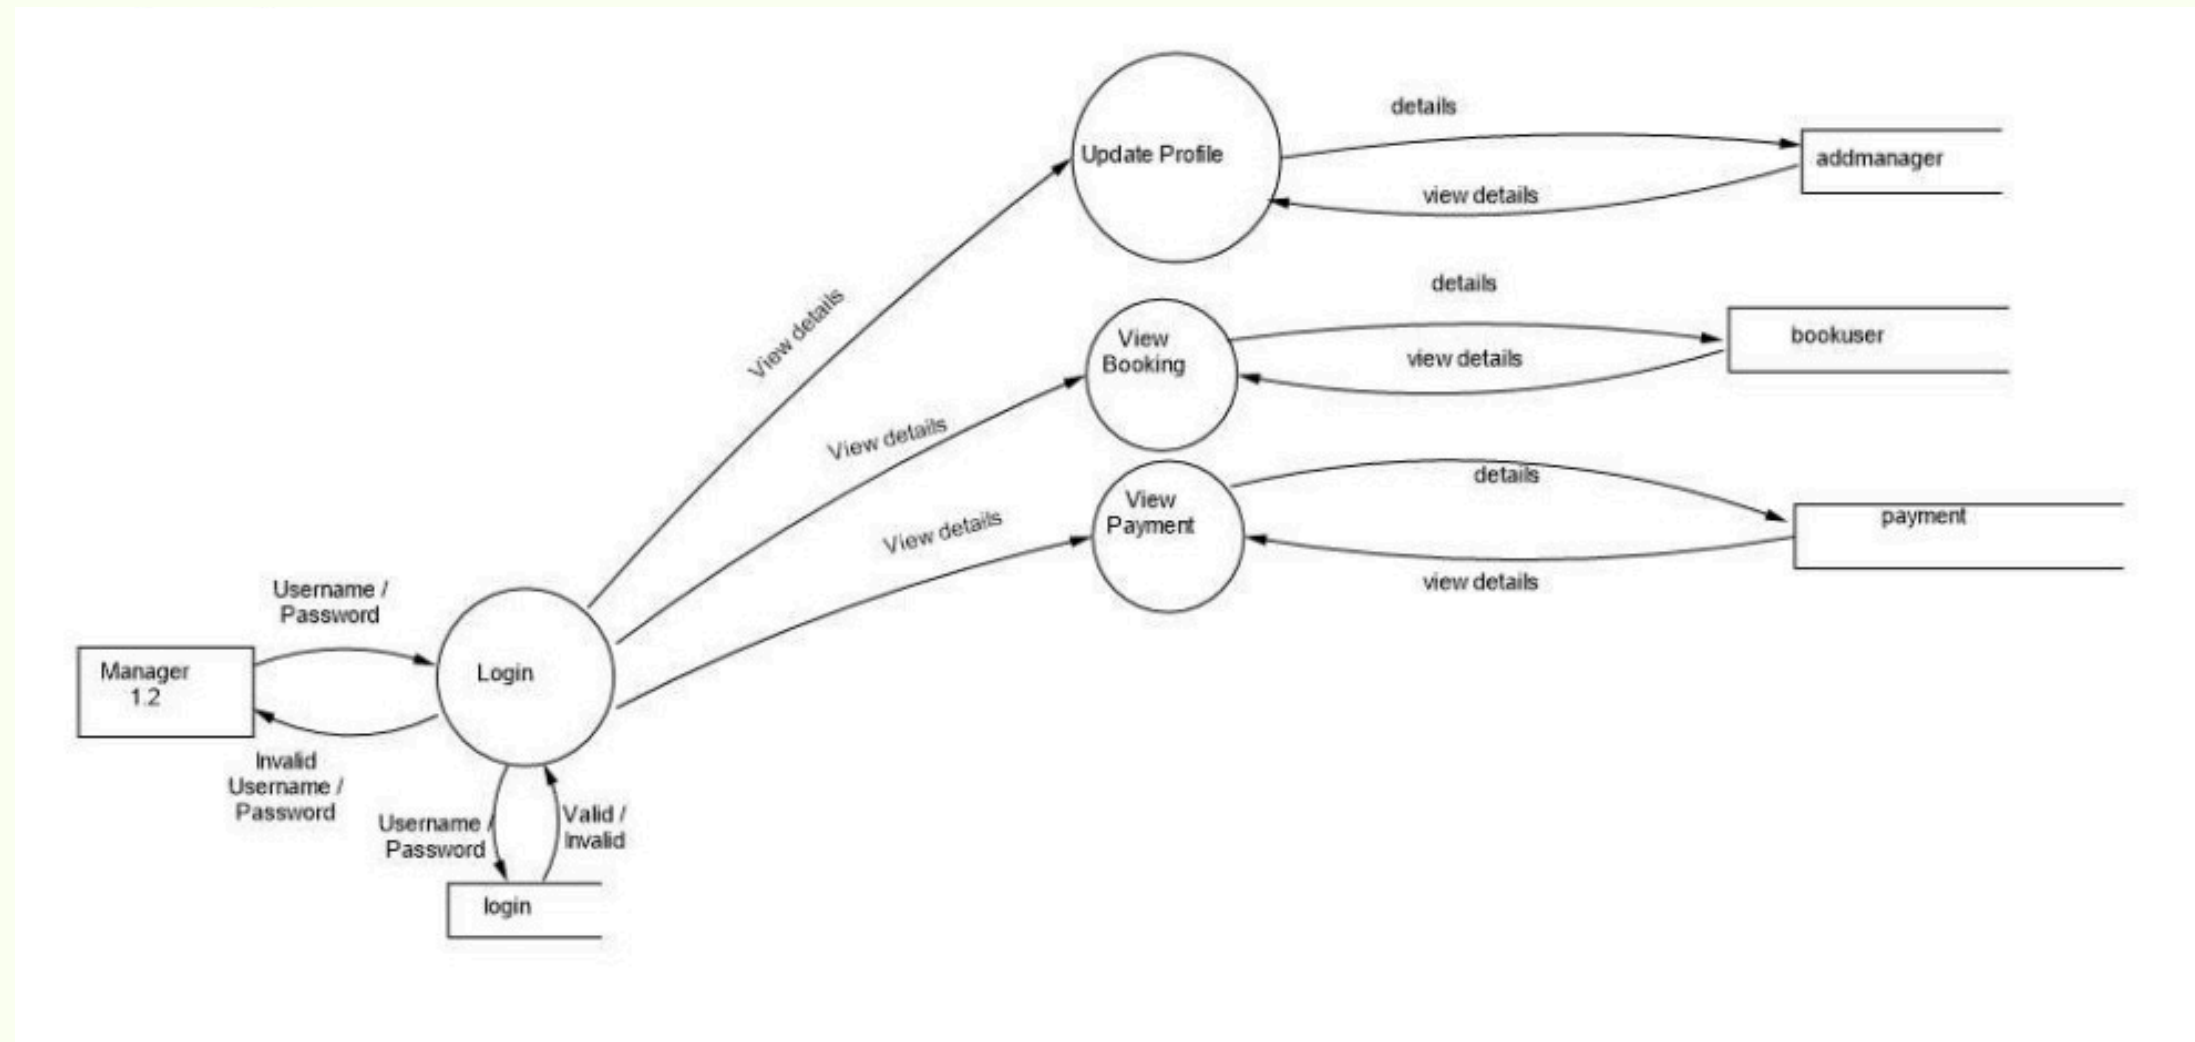 details
Update Profile
addmanager
view details
View details
details
View
Booking
bookuser
view details
View details
View
Payment
details
payment
View details
view details
Username /
Password
Manager
1.2
Login
Invalid
Username /
Password
Username /
Password
Valid /
Invalid
login